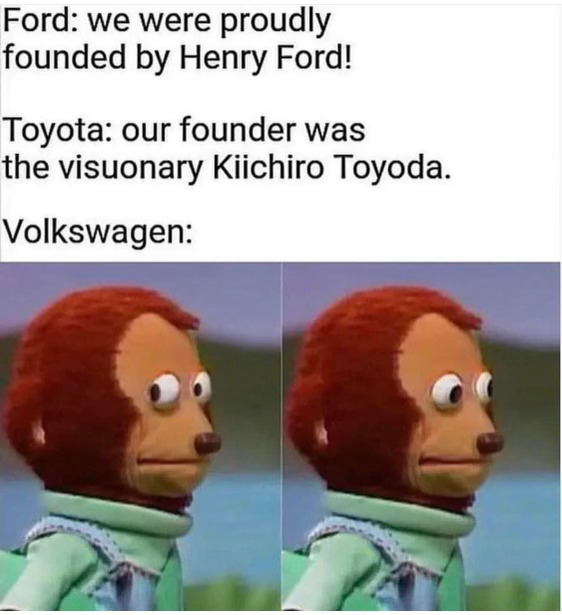 Ford: we were proudly
founded by Henry Ford!
Toyota: our founder was
the visuonary Kiichiro Toyoda.
Volkswagen: